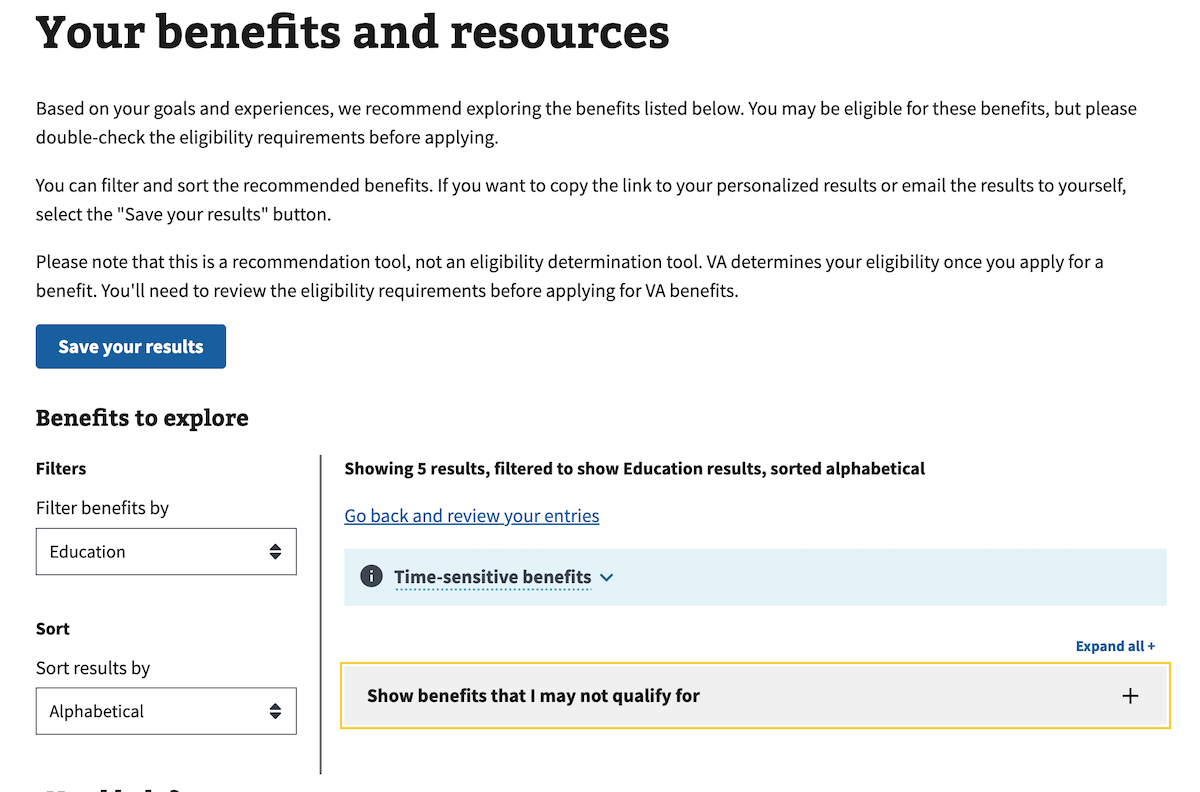 Your benefits and resources
Based on your goals and experiences, we recommend exploring the benefits listed below. You may be eligible for these benefits, but please
double-check the eligibility requirements before applying.
You can filter and sort the recommended benefits. If you want to copy the link to your personalized results or email the results to yourself,
select the "Save your results" button.
Please note that this is a recommendation tool, not an eligibility determination tool. VA determines your eligibility once you apply for a
benefit. You'll need to review the eligibility requirements before applying for VA benefits.
Save your results
Benefits to explore
Filters
Filter benefits by
Education
Sort
Sort results by
Alphabetical
Showing 5 results, filtered to show Education results, sorted alphabetical
Go back and review your entries
Time-sensitive benefits
Expand all +
Show benefits that I may not qualify for